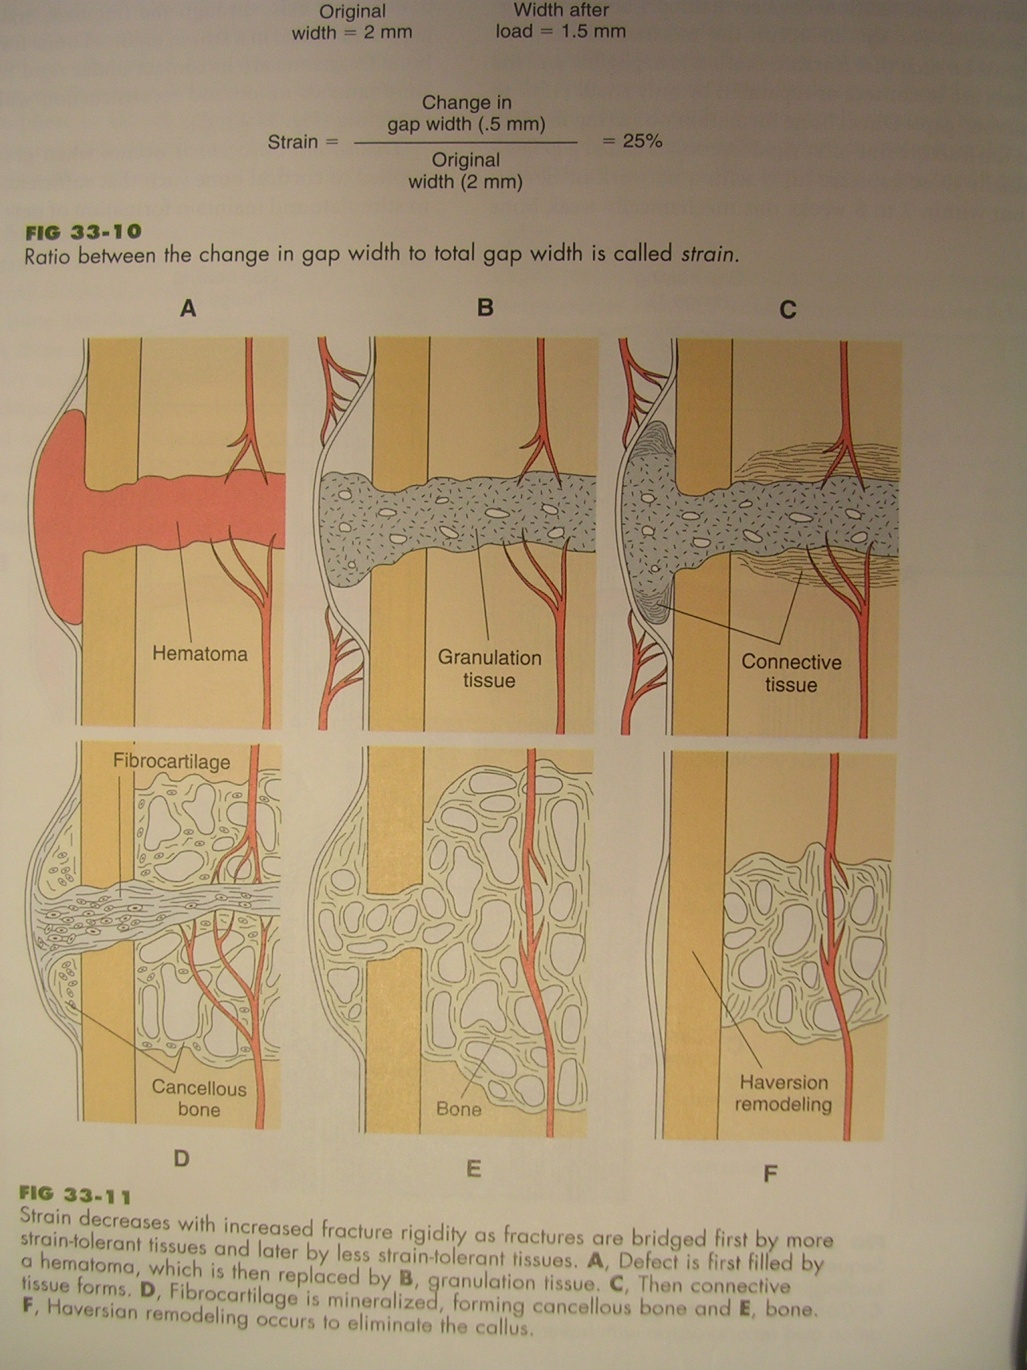 Original
width = 2 mm
Width after
load = 1.5 mm
Strain =
Change in
gap width (.5 mm)
Original
width (2 mm)
= 25%
FIG 33-10
Ratio between the change in gap width to total gap width is called strain.
A
B
C
Hematoma
Granulation
tissue
Connective
tissue
Fibrocartilage
Cancellous
bone
Bone
Haversion
remodeling
D
E
F
FIG 33-11
Strain decreases with increased fracture rigidity as fractures are bridged first by more
strain-tolerant tissues and later by less strain-tolerant tissues. A, Defect is first filled by
a hematoma, which is then replaced by B, granulation tissue. C, Then connective
tissue forms. D, Fibrocartilage is mineralized, forming cancellous bone and E, bone.
F, Haversian remodeling occurs to eliminate the callus.